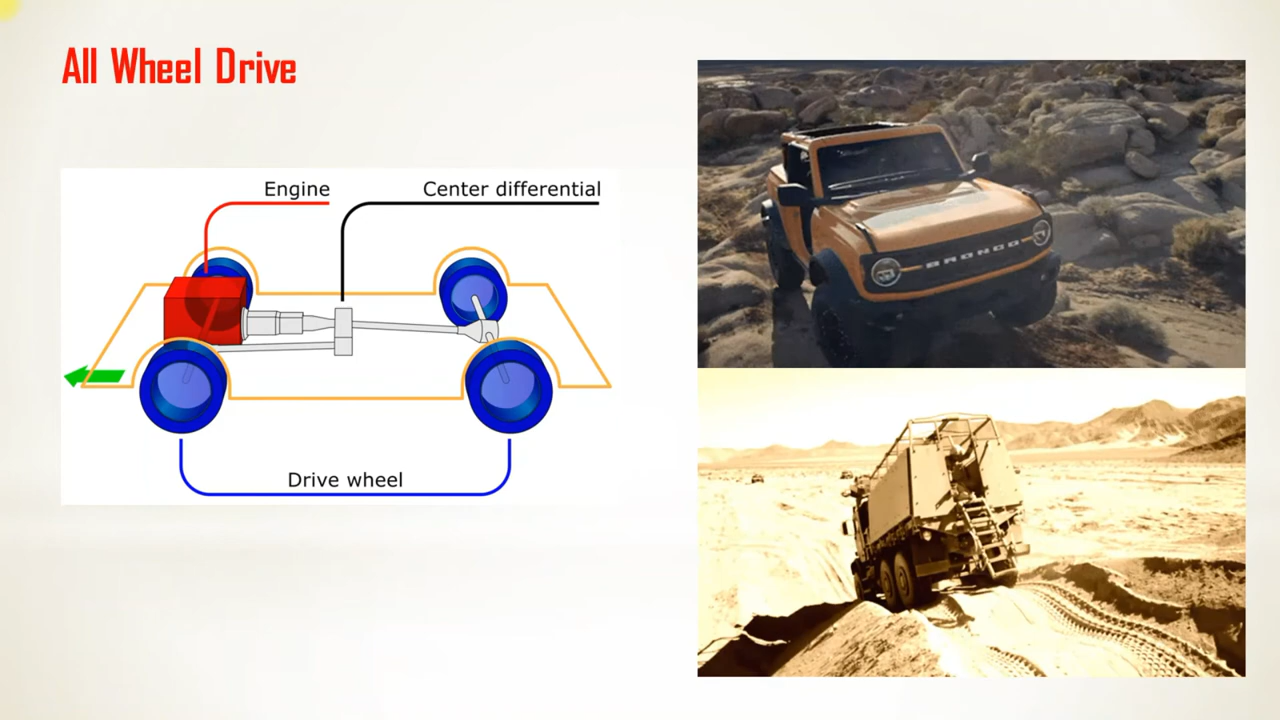 All Wheel Drive
Engine
Center differential
Drive wheel
BRONCO